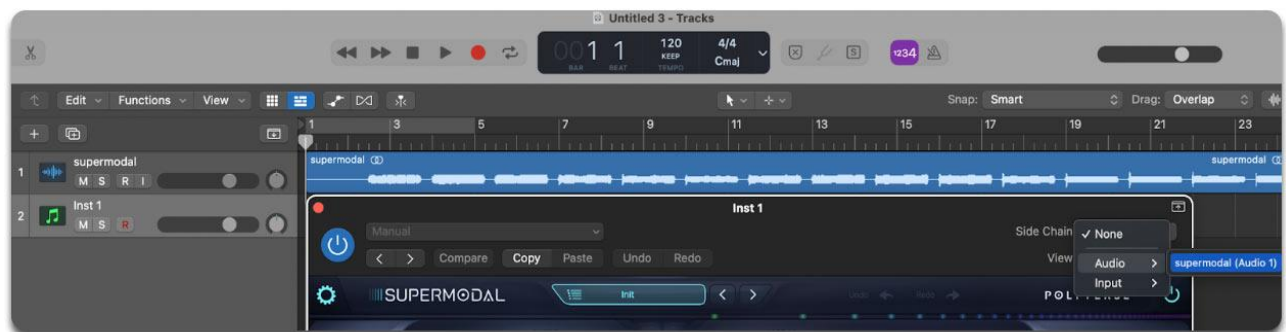 Untitled 3 - Tracks
001 1 120 4/4
KEEP Cmaj
BAR BEAT TEMPO
S 1234
Edit Functions View Snap: Smart Drag: Overlap
1 3 5 7 9 11 13 15 17 19 21 23
1 supermodal
M S R I
supermodal supermodal
2 Inst 1
M S R
Inst 1
Manual Side Chain ✓ None
< > Compare Copy Paste Undo Redo View Audio > supermodal (Audio 1)
Input >
SUPERMODAL Init < > Undo Redo